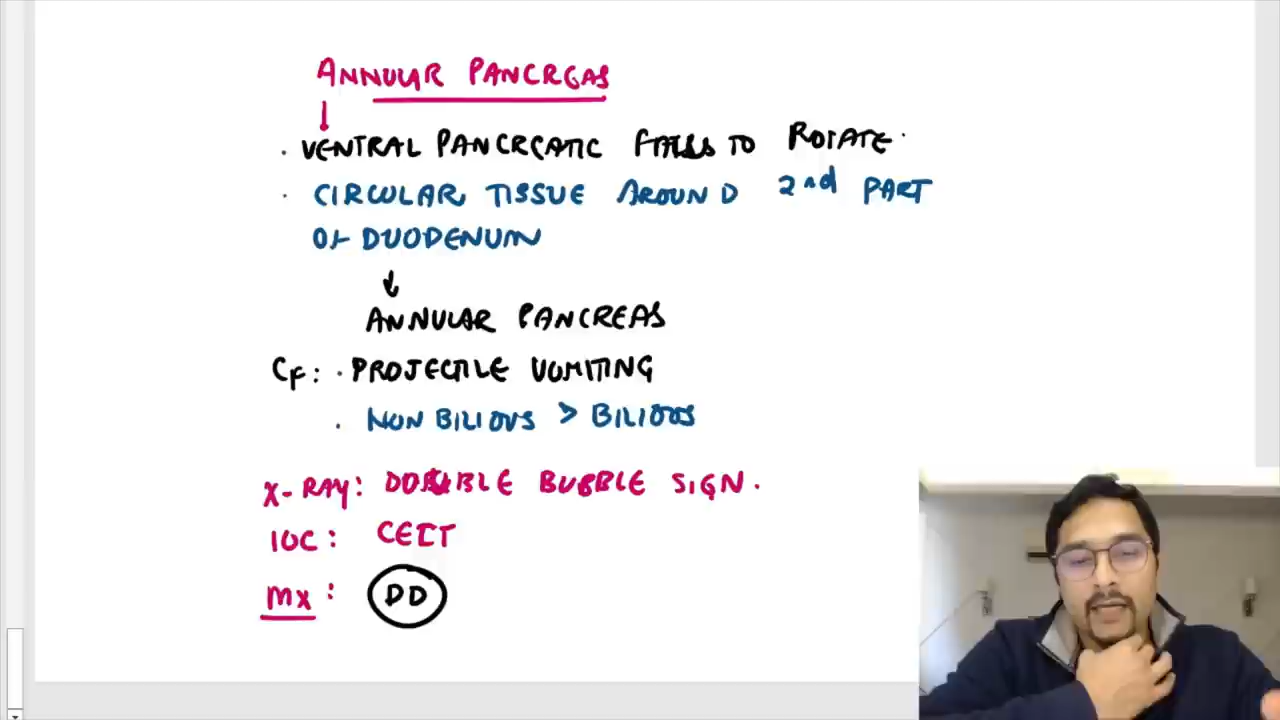 ANNULAR PANCREAS
VENTRAL PANCREATIC FAILS TO ROTATE.
CIRCULAR TISSUE AROUND 2nd PART
OF DUODENUM
ANNULAR PANCREAS
CF: · PROJECTILE VOMITING
· NON BILIOUS > BILIOUS
X-RAY: DOUBLE BUBBLE SIGN.
IOC: CECT
Mx: DD